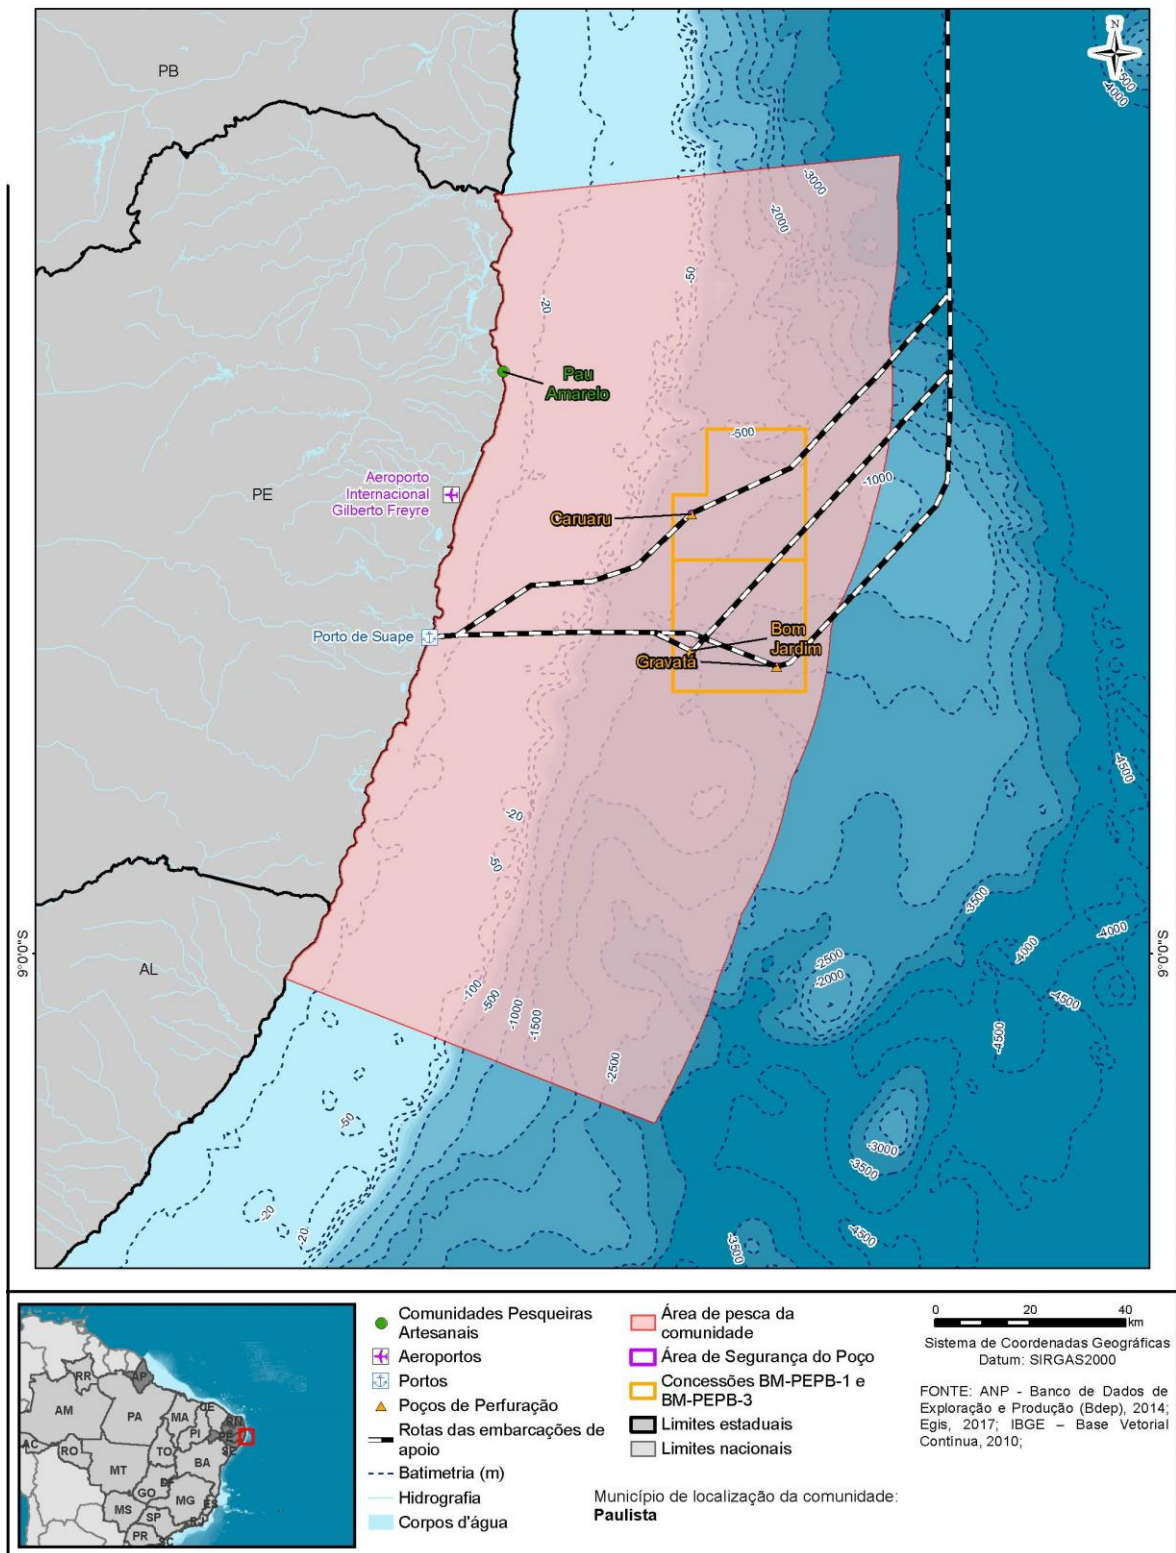 N
PB
-500
-4000
-3000
-2000
-50
-20
Pau
Amarelo
-500
Aeroporto
Internacional
Gilberto Freyre
PE
-1000
Caruaru
Porto de Suape
Bom
Jardim
Gravatá
-4500
-20
-50
-3500
-4000
-4000
9°0'0"S
9°0'0"S
AL
-2500
-2000
-100
-500
-1000
-1500
-4500
-4500
-2500
-50
-3000
-3500
-20
-20
-4500
-3500
RR
AP
AM
PA
MA
CE
RN
PI
PE
AC
RO
TO
SE
BA
MT
DF
GO
MG
ES
MS
SP
RJ
PR
SC
Comunidades Pesqueiras
Artesanais
Aeroportos
Portos
Poços de Perfuração
Rotas das embarcações de
apoio
Batimetria (m)
Hidrografia
Corpos d'água
Área de pesca da
comunidade
Área de Segurança do Poço
Concessões BM-PEPB-1 e
BM-PEPB-3
Limites estaduais
Limites nacionais
Município de localização da comunidade:
Paulista
0 20 40
km
Sistema de Coordenadas Geográficas
Datum: SIRGAS2000
FONTE: ANP - Banco de Dados de
Exploração e Produção (Bdep), 2014;
Egis, 2017; IBGE – Base Vetorial
Contínua, 2010;